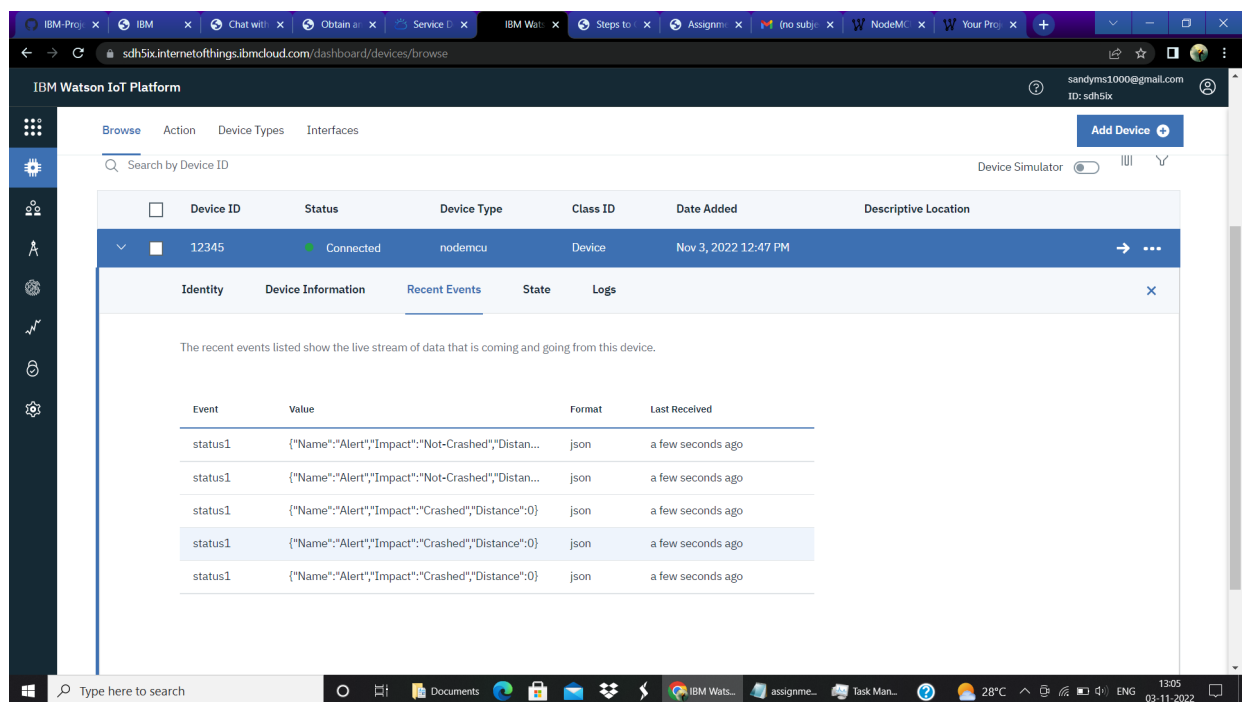 IBM-Proj
IBM
Chat with
Obtain an
Service D
IBM Wats
Steps to
Assignme
(no subje
NodeMC
Your Proj
sdh5ix.internetofthings.ibmcloud.com/dashboard/devices/browse
IBM Watson IoT Platform
sandyms1000@gmail.com
ID: sdh5ix
Browse Action Device Types Interfaces
Add Device
Search by Device ID
Device Simulator
Device ID Status Device Type Class ID Date Added Descriptive Location
12345 Connected nodemcu Device Nov 3, 2022 12:47 PM
Identity Device Information Recent Events State Logs
The recent events listed show the live stream of data that is coming and going from this device.
Event Value Format Last Received
status1 {"Name":"Alert","Impact":"Not-Crashed","Distan... json a few seconds ago
status1 {"Name":"Alert","Impact":"Not-Crashed","Distan... json a few seconds ago
status1 {"Name":"Alert","Impact":"Crashed","Distance":0} json a few seconds ago
status1 {"Name":"Alert","Impact":"Crashed","Distance":0} json a few seconds ago
status1 {"Name":"Alert","Impact":"Crashed","Distance":0} json a few seconds ago
Type here to search
Documents
IBM Wats...
assignme...
Task Man...
28°C
ENG
13:05
03-11-2022